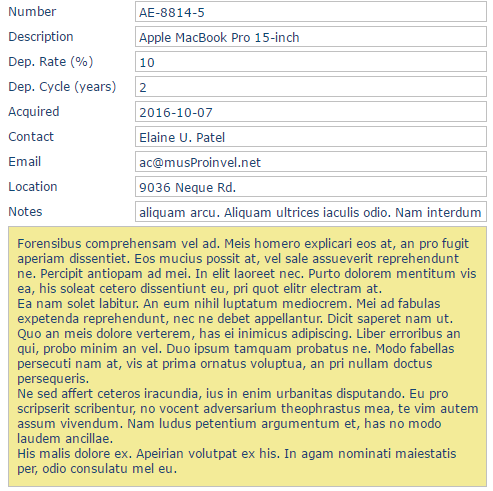 Number AE-8814-5
Description Apple MacBook Pro 15-inch
Dep. Rate (%) 10
Dep. Cycle (years) 2
Acquired 2016-10-07
Contact Elaine U. Patel
Email ac@musProinvel.net
Location 9036 Neque Rd.
Notes aliquam arcu. Aliquam ultrices iaculis odio. Nam interdum
Forensibus comprehensam vel ad. Meis homero explicari eos at, an pro fugit
aperiam dissentiet. Eos mucius possit at, vel sale assueverit reprehendunt
ne. Percipit antiopam ad mei. In elit laoreet nec. Purto dolorem mentitum vis
ea, his soleat cetero dissentiunt eu, pri quot elitr electram at.
Ea nam solet labitur. An eum nihil luptatum mediocrem. Mei ad fabulas
expetenda reprehendunt, nec ne debet appellantur. Dicit saperet nam ut.
Quo an meis dolore verterem, has ei inimicus adipiscing. Liber erroribus an
qui, probo minim an vel. Duo ipsum tamquam probatus ne. Modo fabellas
persecuti nam at, vis at prima ornatus voluptua, an pri nullam doctus
persequeris.
Ne sed affert ceteros iracundia, ius in enim urbanitas disputando. Eu pro
scripserit scribentur, no vocent adversarium theophrastus mea, te vim autem
assum vivendum. Nam ludus petentium argumentum et, has no modo
laudem ancillae.
His malis dolore ex. Apeirian volutpat ex his. In agam nominati maiestatis
per, odio consulatu mel eu.